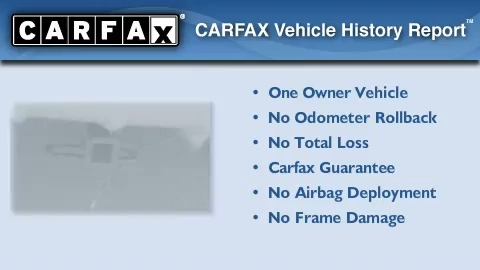 CARFAX® CARFAX Vehicle History Report™
• One Owner Vehicle
• No Odometer Rollback
• No Total Loss
• Carfax Guarantee
• No Airbag Deployment
• No Frame Damage